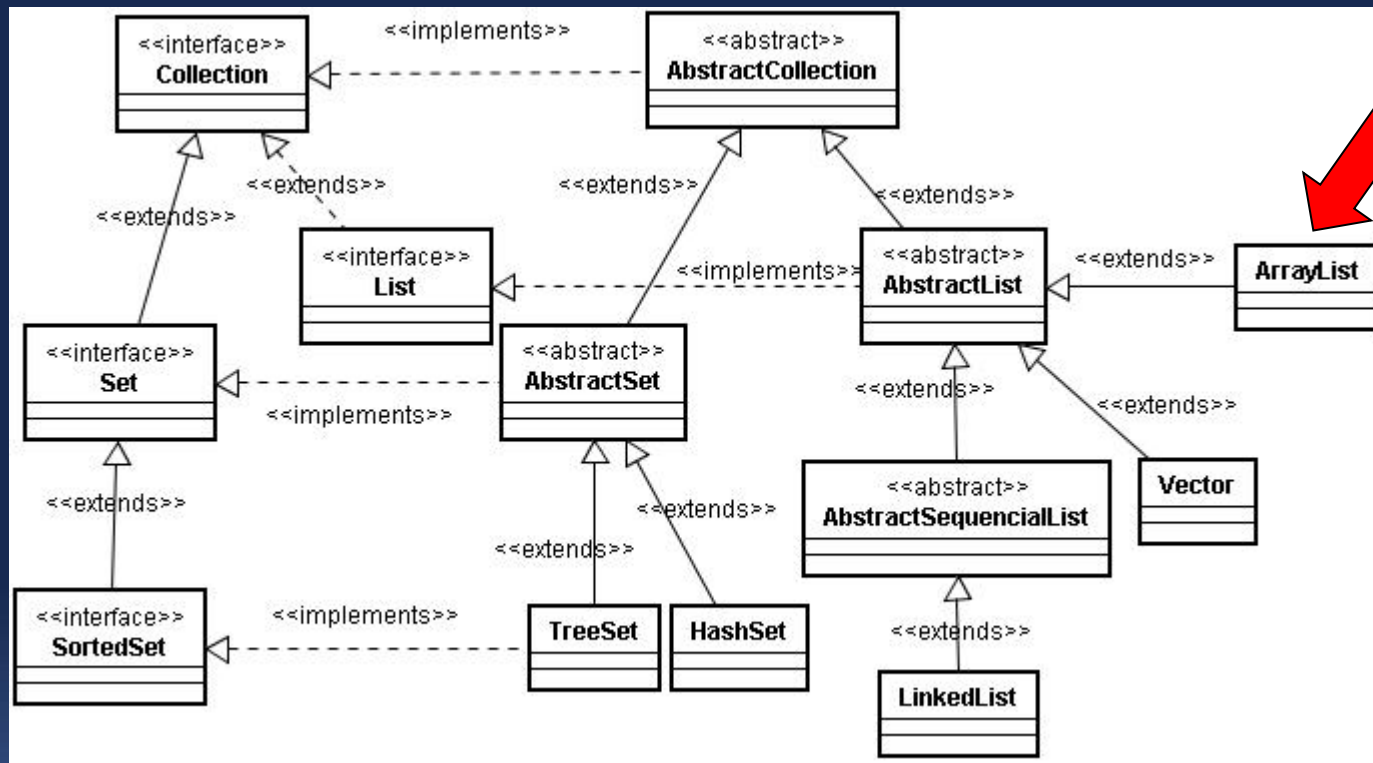 <<interface>>
Collection
<<implements>>
<<abstract>>
AbstractCollection
<<extends>>
<<extends>>
<<extends>>
<<extends>>
<<interface>>
List
<<implements>>
<<abstract>>
AbstractList
<<extends>>
ArrayList
<<interface>>
Set
<<implements>>
<<abstract>>
AbstractSet
<<extends>>
<<extends>>
<<abstract>>
AbstractSequencialList
Vector
<<extends>>
<<extends>>
<<extends>>
<<interface>>
SortedSet
<<implements>>
TreeSet
HashSet
<<extends>>
LinkedList